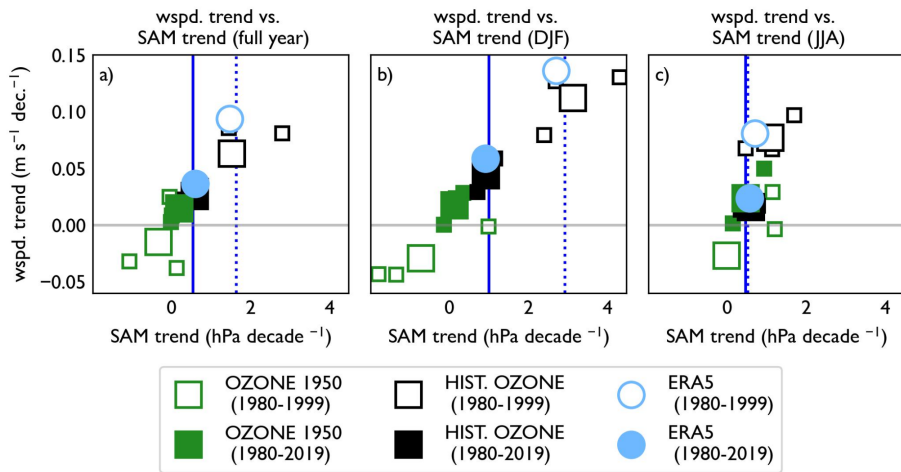 wspd. trend vs.
SAM trend (full year)
wspd. trend vs.
SAM trend (DJF)
wspd. trend vs.
SAM trend (JJA)
wspd. trend (m s⁻¹ dec.⁻¹)
0.15
0.10
0.05
0.00
−0.05
a)
b)
c)
0 2 4
0 2 4
0 2 4
SAM trend (hPa decade ⁻¹)
SAM trend (hPa decade ⁻¹)
SAM trend (hPa decade ⁻¹)
OZONE 1950
(1980-1999)
HIST. OZONE
(1980-1999)
ERA5
(1980-1999)
OZONE 1950
(1980-2019)
HIST. OZONE
(1980-2019)
ERA5
(1980-2019)